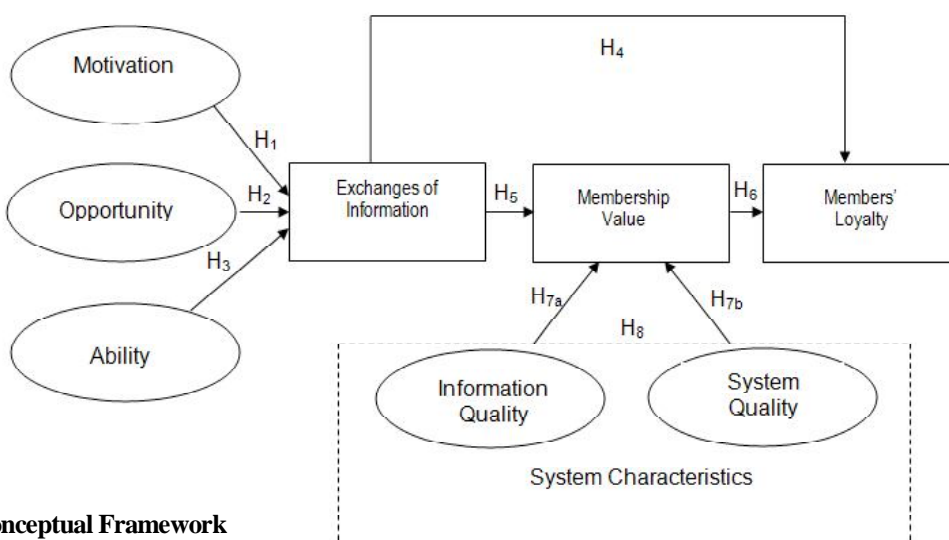 Motivation
H4
H1
Exchanges of
Information
H2
Opportunity
H5
Membership
Value
H6
Members'
Loyalty
H3
H7a
H7b
H8
Ability
Information
Quality
System
Quality
System Characteristics
onceptual Framework